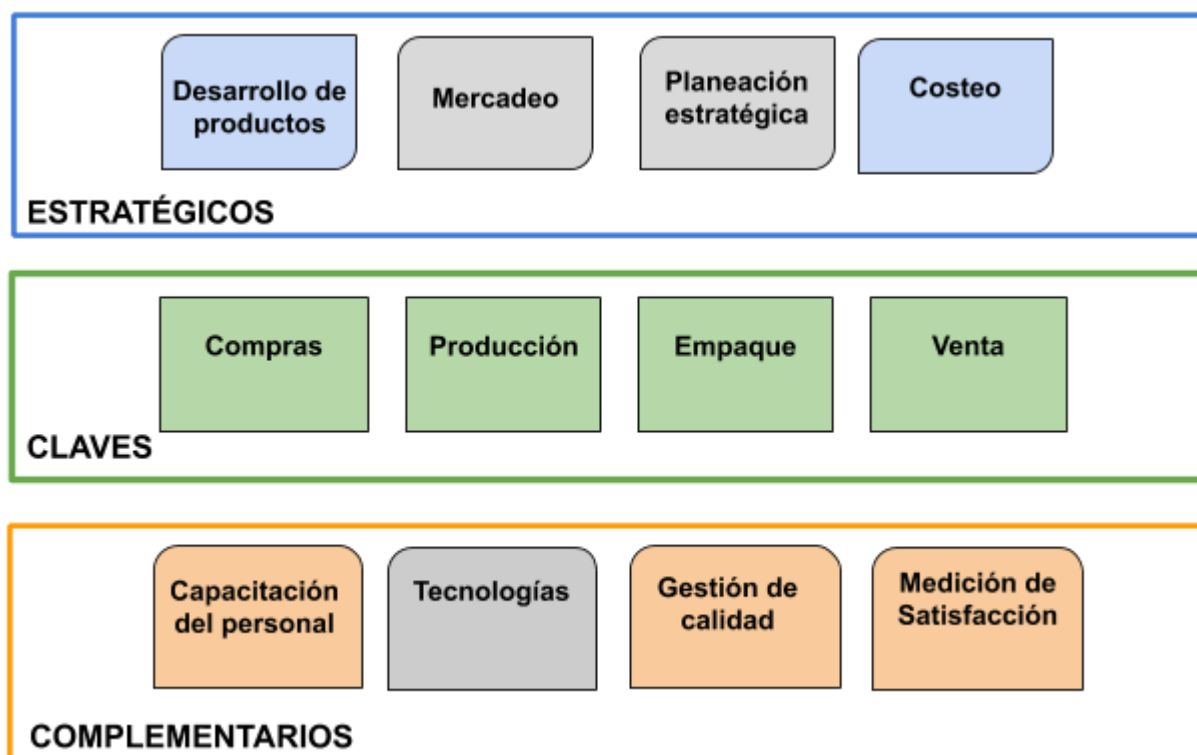 Desarrollo de
productos
Mercadeo
Planeación
estratégica
Costeo
ESTRATÉGICOS
Compras
Producción
Empaque
Venta
CLAVES
Capacitación
del personal
Tecnologías
Gestión de
calidad
Medición de
Satisfacción
COMPLEMENTARIOS